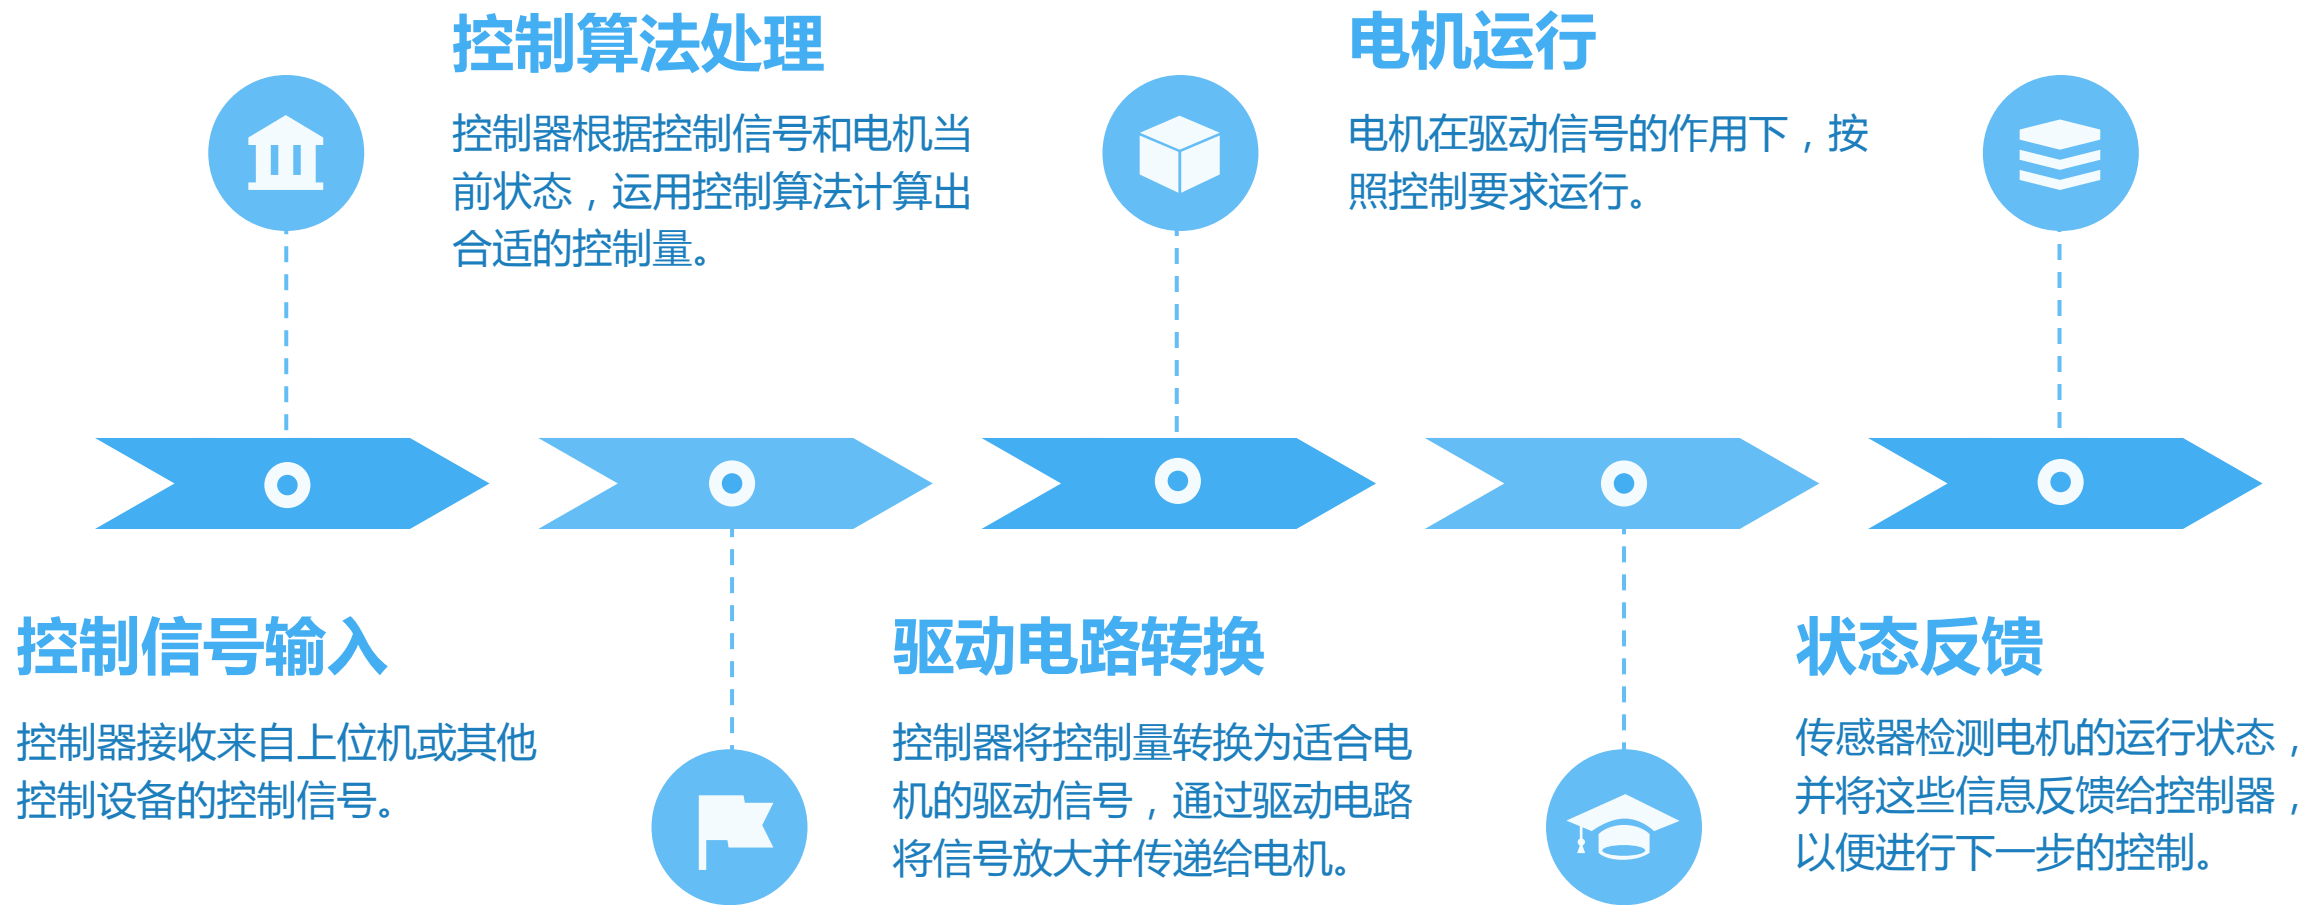 控制算法处理
控制器根据控制信号和电机当
前状态，运用控制算法计算出
合适的控制量。
电机运行
电机在驱动信号的作用下，按
照控制要求运行。
控制信号输入
控制器接收来自上位机或其他
控制设备的控制信号。
驱动电路转换
控制器将控制量转换为适合电
机的驱动信号，通过驱动电路
将信号放大并传递给电机。
状态反馈
传感器检测电机的运行状态，
并将这些信息反馈给控制器，
以便进行下一步的控制。